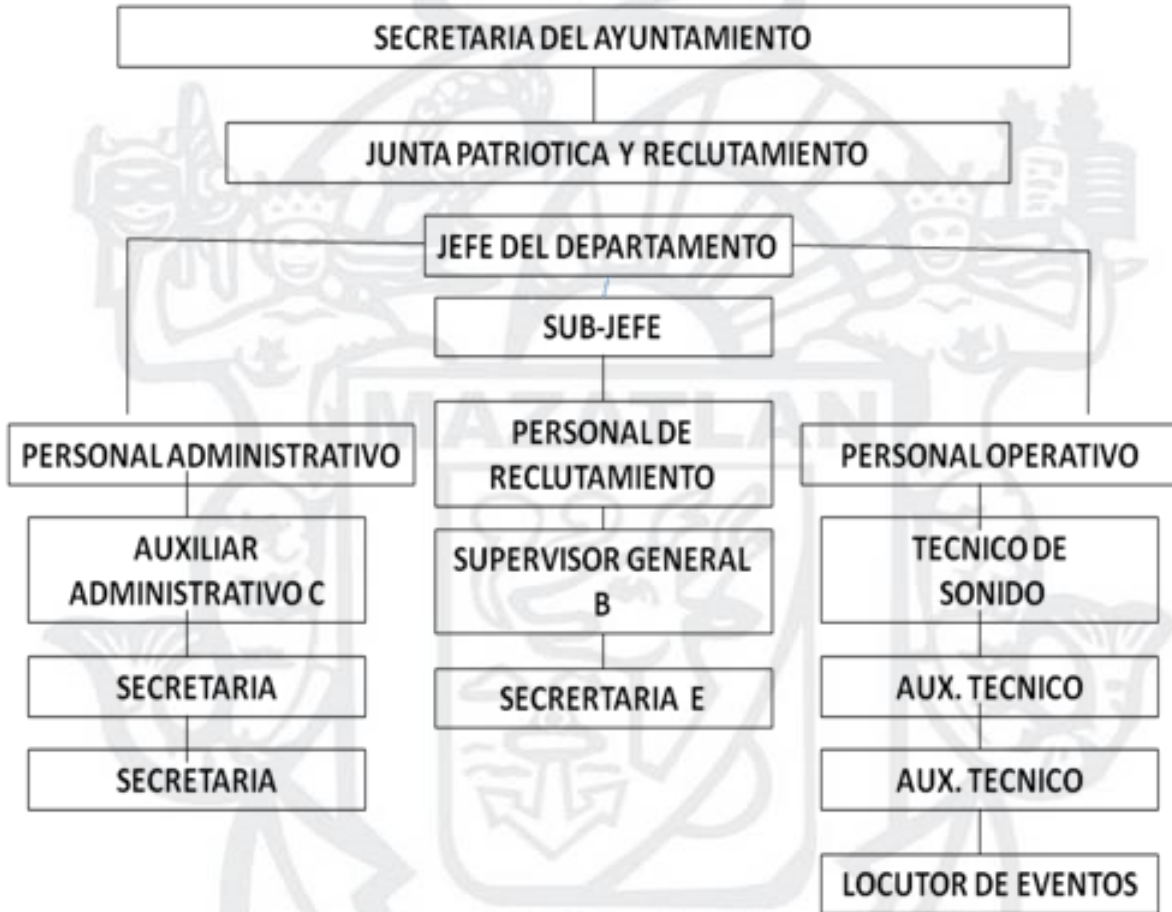 SECRETARIA DEL AYUNTAMIENTO
JUNTA PATRIOTICA Y RECLUTAMIENTO
JEFE DEL DEPARTAMENTO
SUB-JEFE
MAZATLAN
PERSONAL ADMINISTRATIVO
AUXILIAR
ADMINISTRATIVO C
SECRETARIA
SECRETARIA
PERSONAL DE
RECLUTAMIENTO
SUPERVISOR GENERAL
B
SECRERTARIA E
PERSONAL OPERATIVO
TECNICO DE
SONIDO
AUX. TECNICO
AUX. TECNICO
LOCUTOR DE EVENTOS